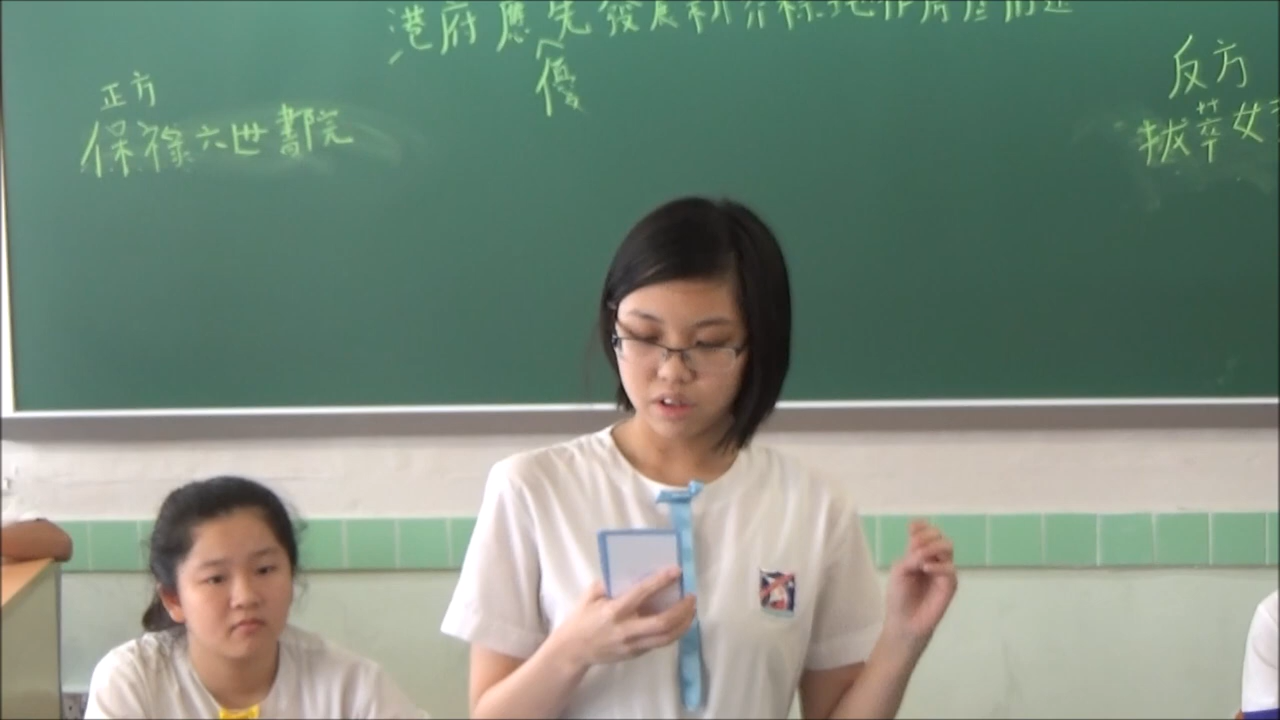 港府應先發展新界棕地作房屋用途
優
正方
保祿六世書院
反方
拔萃女